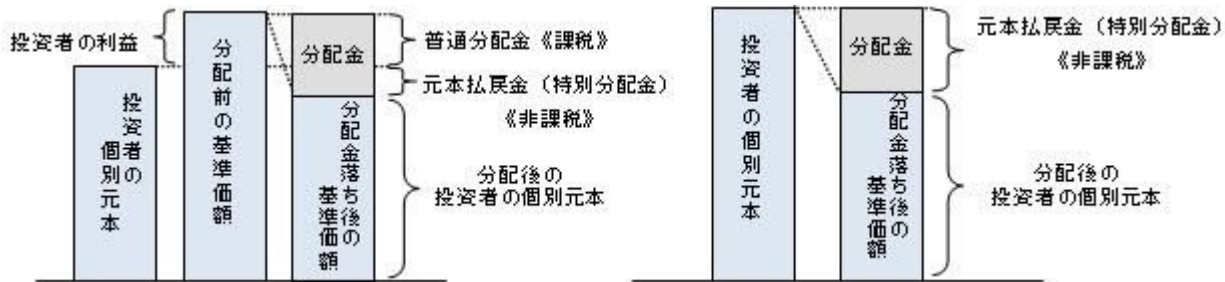 投資者の利益
投資者の
個別元本
分配前の基準価額
分配金
分配金落ち後の
基準価額
普通分配金《課税》
元本払戻金（特別分配金）
《非課税》
分配後の
投資者の個別元本
投資者の個別元本
分配金
分配金落ち後の
基準価額
元本払戻金（特別分配金）
《非課税》
分配後の
投資者の個別元本